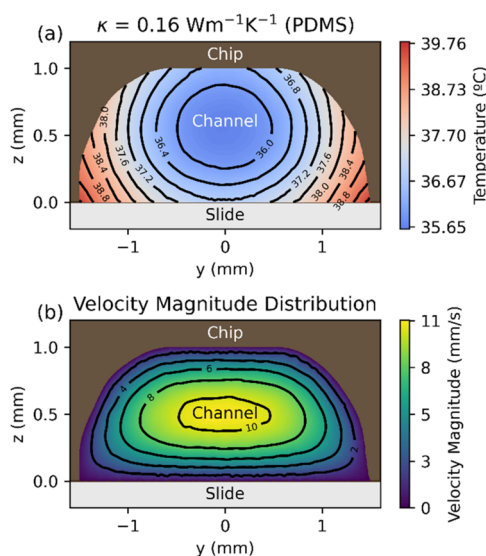 (a) κ = 0.16 Wm⁻¹K⁻¹ (PDMS)
Chip
Channel
Slide
38.0
37.6
38.4
38.8
37.2
36.4
36.0
36.8
37.2
37.6
38.0
38.4
38.8
1.0
0.5
0.0
z (mm)
−1 0 1
y (mm)
39.76
38.73
37.70
36.67
35.65
Temperature (ºC)
(b) Velocity Magnitude Distribution
Chip
Channel
Slide
4
6
8
10
2
1.0
0.5
0.0
z (mm)
−1 0 1
y (mm)
11
8
5
3
0
Velocity Magnitude (mm/s)